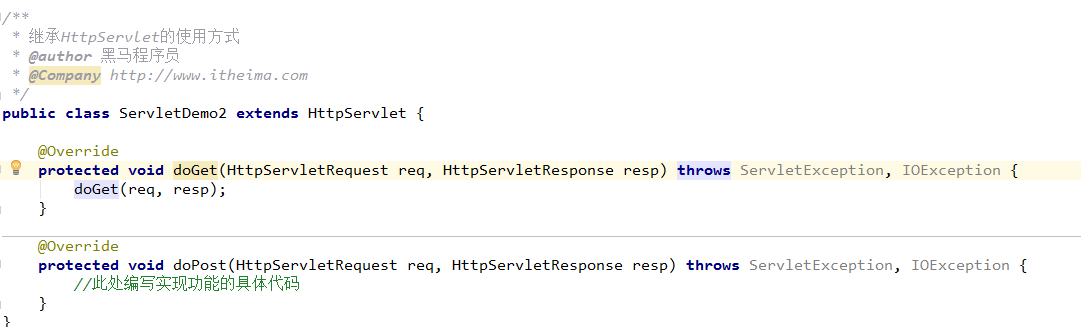 /**
 * 继承HttpServlet的使用方式
 * @author 黑马程序员
 * @Company http://www.itheima.com
 */
public class ServletDemo2 extends HttpServlet {
    @Override
    protected void doGet(HttpServletRequest req, HttpServletResponse resp) throws ServletException, IOException {
        doGet(req, resp);
    }
    @Override
    protected void doPost(HttpServletRequest req, HttpServletResponse resp) throws ServletException, IOException {
        //此处编写实现功能的具体代码
    }
}